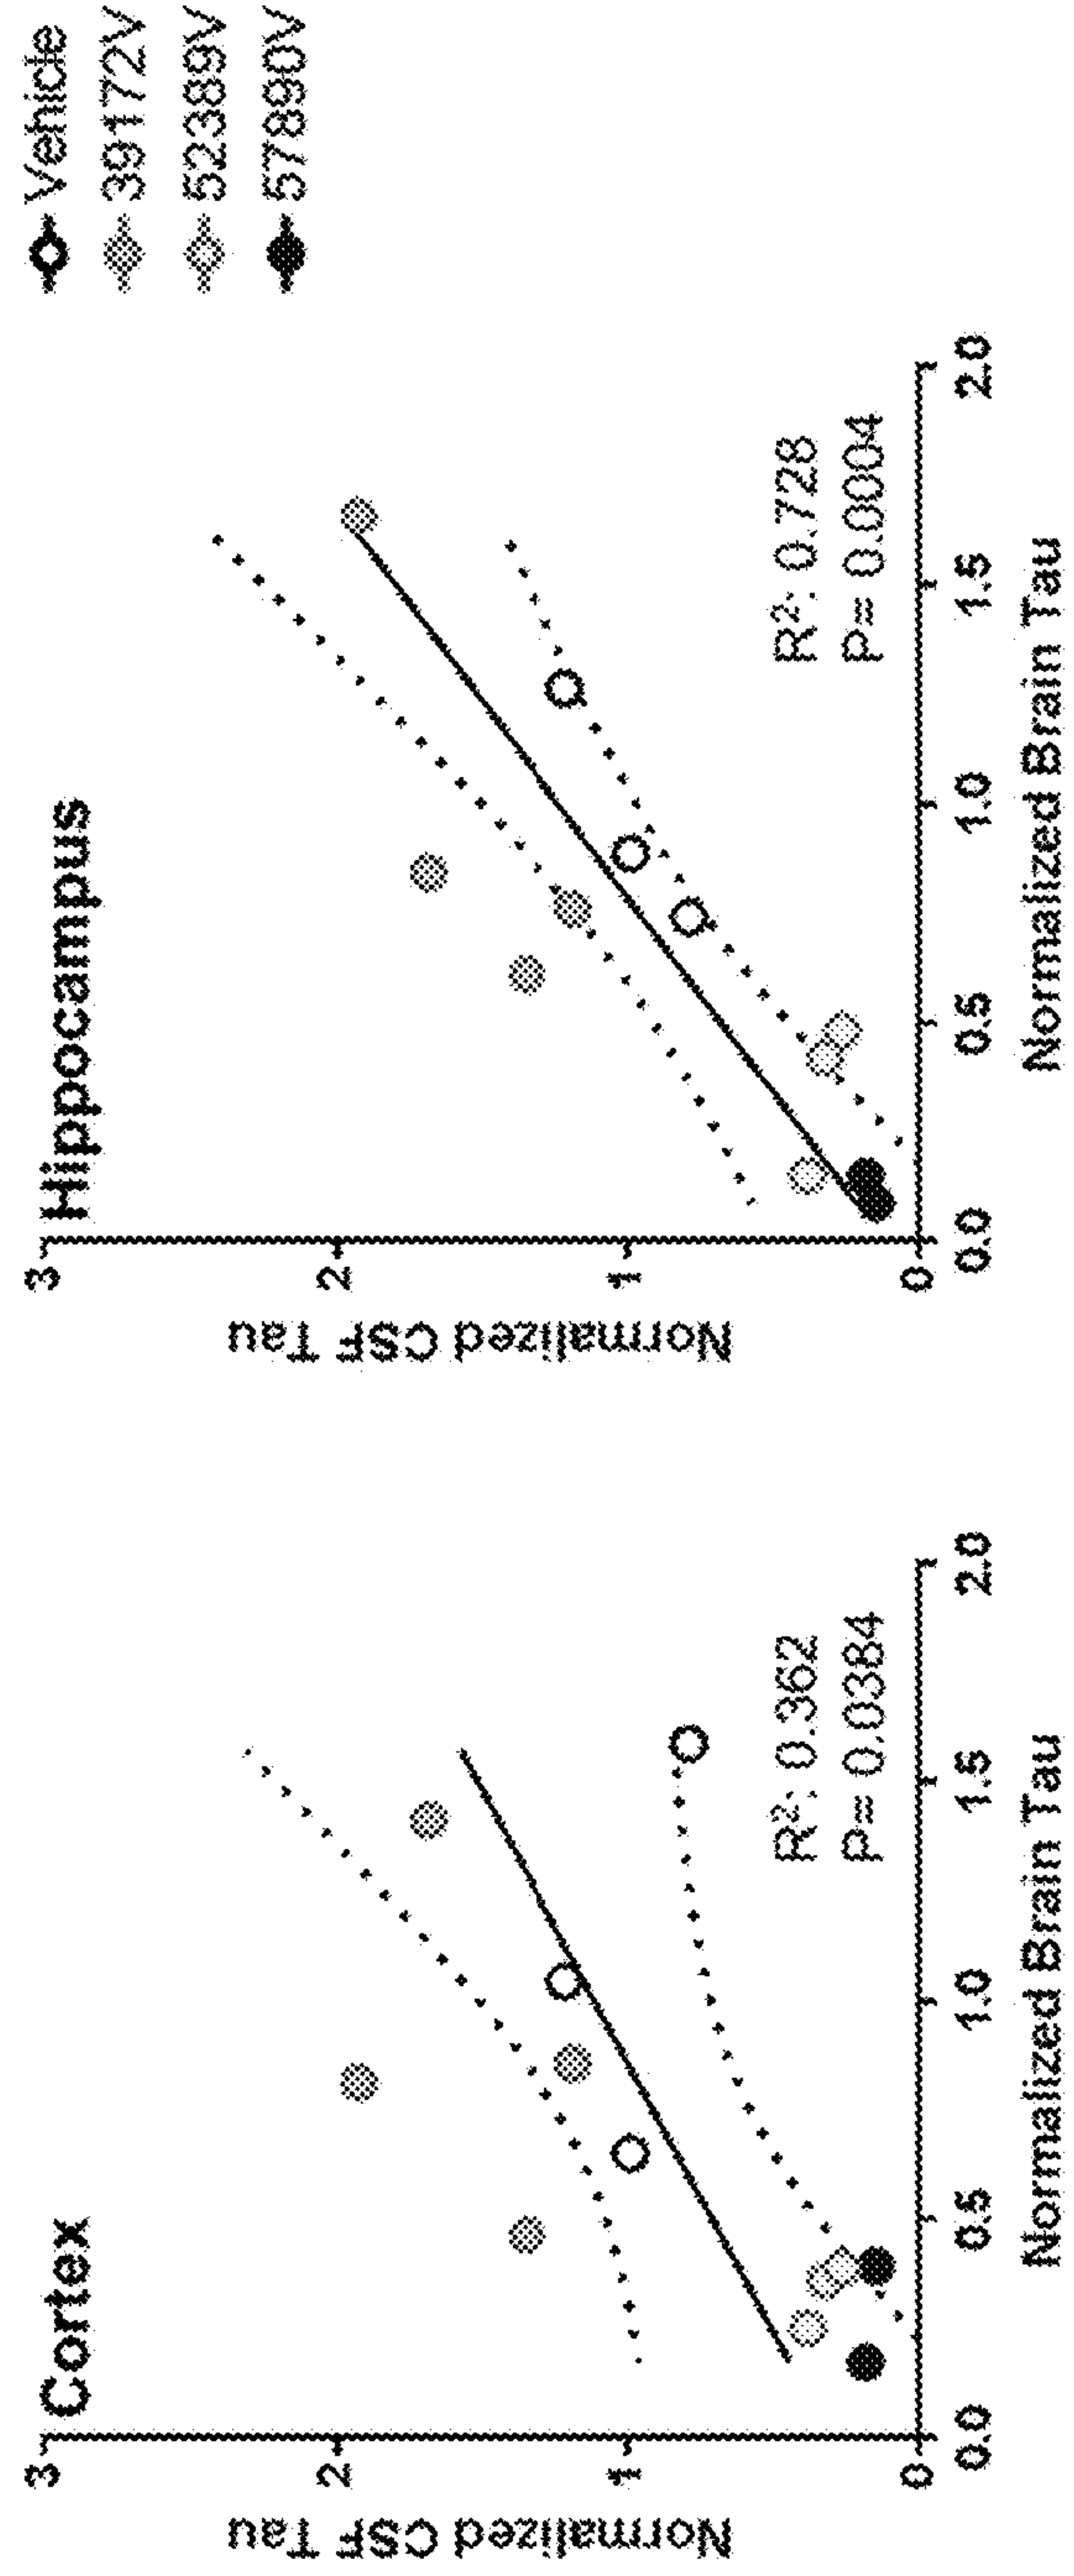 Cortex
Normalized CSF Tau
3
2
1
0
0.0
0.5
1.0
1.5
2.0
Normalized Brain Tau
R²: 0.362
P= 0.0384
Hippocampus
Normalized CSF Tau
3
2
1
0
0.0
0.5
1.0
1.5
2.0
Normalized Brain Tau
R²: 0.728
P= 0.0004
Vehicle
39172V
52389V
57890V